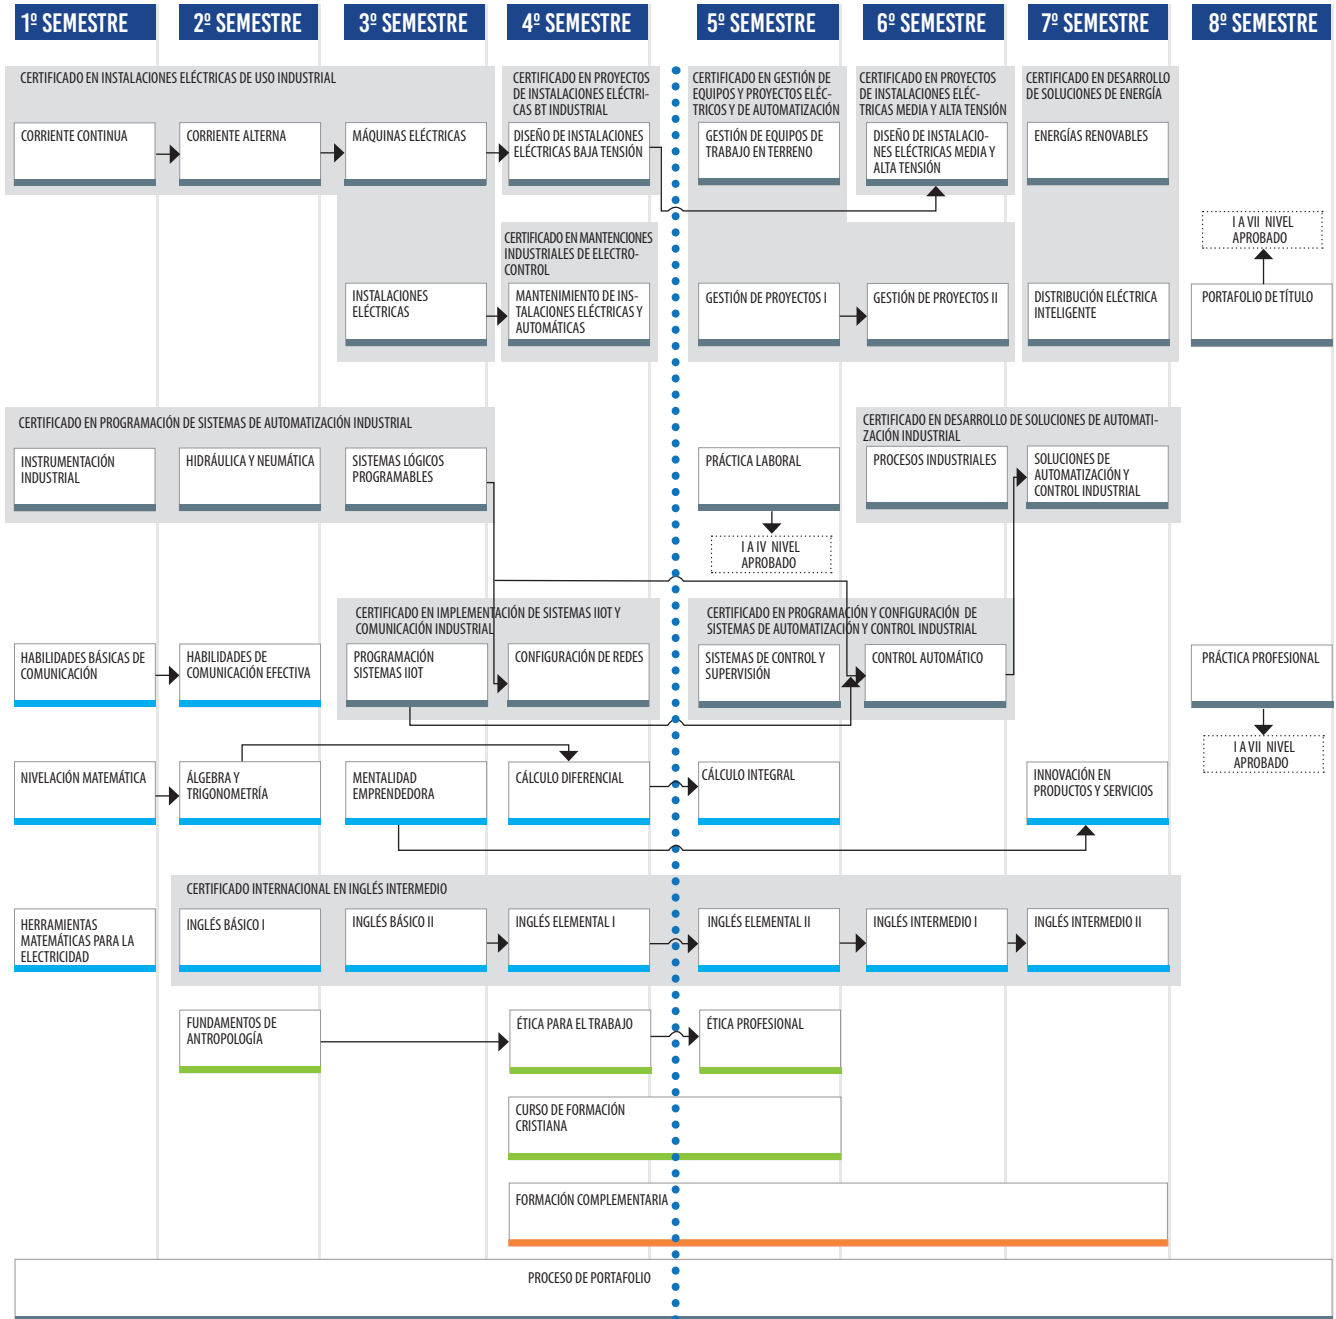 1º SEMESTRE
2º SEMESTRE
3º SEMESTRE
4º SEMESTRE
5º SEMESTRE
6º SEMESTRE
7º SEMESTRE
8º SEMESTRE
CERTIFICADO EN INSTALACIONES ELÉCTRICAS DE USO INDUSTRIAL
CERTIFICADO EN PROYECTOS
DE INSTALACIONES ELÉCTRI-
CAS BT INDUSTRIAL
CERTIFICADO EN GESTIÓN DE
EQUIPOS Y PROYECTOS ELÉC-
TRICOS Y DE AUTOMATIZACIÓN
CERTIFICADO EN PROYECTOS
DE INSTALACIONES ELÉC-
TRICAS MEDIA Y ALTA TENSIÓN
CERTIFICADO EN DESARROLLO
DE SOLUCIONES DE ENERGÍA
CORRIENTE CONTINUA
CORRIENTE ALTERNA
MÁQUINAS ELÉCTRICAS
DISEÑO DE INSTALACIONES
ELÉCTRICAS BAJA TENSIÓN
GESTIÓN DE EQUIPOS DE
TRABAJO EN TERRENO
DISEÑO DE INSTALACIO-
NES ELÉCTRICAS MEDIA Y
ALTA TENSIÓN
ENERGÍAS RENOVABLES
I A VII NIVEL
APROBADO
CERTIFICADO EN MANTENCIONES
INDUSTRIALES DE ELECTRO-
CONTROL
INSTALACIONES
ELÉCTRICAS
MANTENIMIENTO DE INS-
TALACIONES ELÉCTRICAS Y
AUTOMÁTICAS
GESTIÓN DE PROYECTOS I
GESTIÓN DE PROYECTOS II
DISTRIBUCIÓN ELÉCTRICA
INTELIGENTE
PORTAFOLIO DE TÍTULO
CERTIFICADO EN PROGRAMACIÓN DE SISTEMAS DE AUTOMATIZACIÓN INDUSTRIAL
CERTIFICADO EN DESARROLLO DE SOLUCIONES DE AUTOMATI-
ZACIÓN INDUSTRIAL
INSTRUMENTACIÓN
INDUSTRIAL
HIDRÁULICA Y NEUMÁTICA
SISTEMAS LÓGICOS
PROGRAMABLES
PRÁCTICA LABORAL
PROCESOS INDUSTRIALES
SOLUCIONES DE
AUTOMATIZACIÓN Y
CONTROL INDUSTRIAL
I A IV NIVEL
APROBADO
CERTIFICADO EN IMPLEMENTACIÓN DE SISTEMAS IIOT Y
COMUNICACIÓN INDUSTRIAL
CERTIFICADO EN PROGRAMACIÓN Y CONFIGURACIÓN DE
SISTEMAS DE AUTOMATIZACIÓN Y CONTROL INDUSTRIAL
HABILIDADES BÁSICAS DE
COMUNICACIÓN
HABILIDADES DE
COMUNICACIÓN EFECTIVA
PROGRAMACIÓN
SISTEMAS IIOT
CONFIGURACIÓN DE REDES
SISTEMAS DE CONTROL Y
SUPERVISIÓN
CONTROL AUTOMÁTICO
PRÁCTICA PROFESIONAL
I A VII NIVEL
APROBADO
NIVELACIÓN MATEMÁTICA
ÁLGEBRA Y
TRIGONOMETRÍA
MENTALIDAD
EMPRENDEDORA
CÁLCULO DIFERENCIAL
CÁLCULO INTEGRAL
INNOVACIÓN EN
PRODUCTOS Y SERVICIOS
CERTIFICADO INTERNACIONAL EN INGLÉS INTERMEDIO
HERRAMIENTAS
MATEMÁTICAS PARA LA
ELECTRICIDAD
INGLÉS BÁSICO I
INGLÉS BÁSICO II
INGLÉS ELEMENTAL I
INGLÉS ELEMENTAL II
INGLÉS INTERMEDIO I
INGLÉS INTERMEDIO II
FUNDAMENTOS DE
ANTROPOLOGÍA
ÉTICA PARA EL TRABAJO
ÉTICA PROFESIONAL
CURSO DE FORMACIÓN
CRISTIANA
FORMACIÓN COMPLEMENTARIA
PROCESO DE PORTAFOLIO